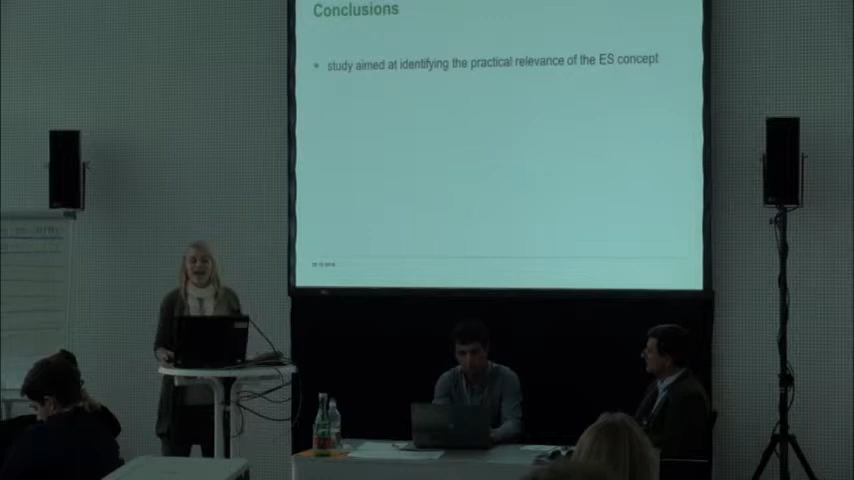 Conclusions
study aimed at identifying the practical relevance of the ES concept